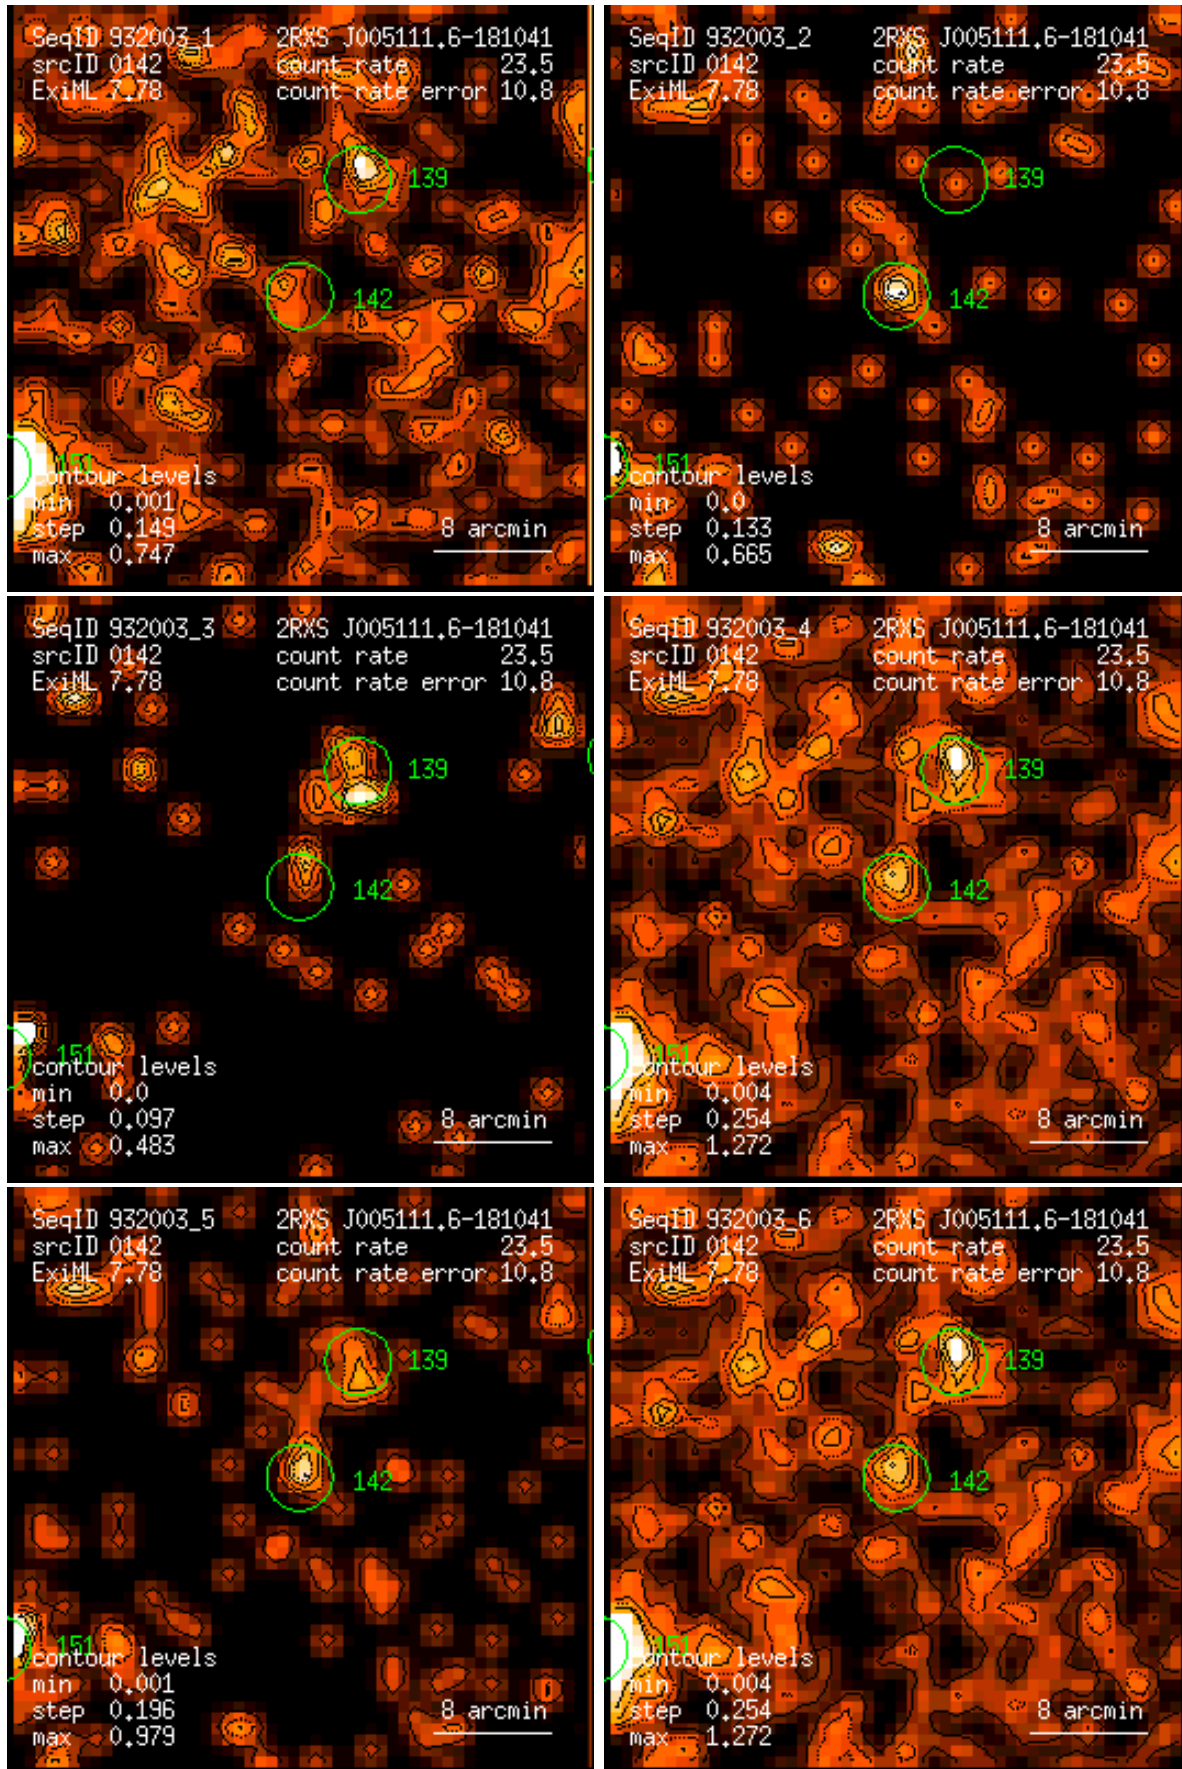 SeqID 932003_1 2RXS J005111.6-181041
srcID 0142 count rate 23.5
ExiML 7.78 count rate error 10.8
139
142
151
contour levels
min 0.001
step 0.149 8 arcmin
max 0.747
SeqID 932003_2 2RXS J005111.6-181041
srcID 0142 count rate 23.5
ExiML 7.78 count rate error 10.8
139
142
151
contour levels
min 0.0
step 0.133 8 arcmin
max 0.665
SeqID 932003_3 2RXS J005111.6-181041
srcID 0142 count rate 23.5
ExiML 7.78 count rate error 10.8
139
142
151
contour levels
min 0.0
step 0.097 8 arcmin
max 0.483
SeqID 932003_4 2RXS J005111.6-181041
srcID 0142 count rate 23.5
ExiML 7.78 count rate error 10.8
139
142
151
contour levels
min 0.004
step 0.254 8 arcmin
max 1.272
SeqID 932003_5 2RXS J005111.6-181041
srcID 0142 count rate 23.5
ExiML 7.78 count rate error 10.8
139
142
151
contour levels
min 0.001
step 0.196 8 arcmin
max 0.979
SeqID 932003_6 2RXS J005111.6-181041
srcID 0142 count rate 23.5
ExiML 7.78 count rate error 10.8
139
142
151
contour levels
min 0.004
step 0.254 8 arcmin
max 1.272